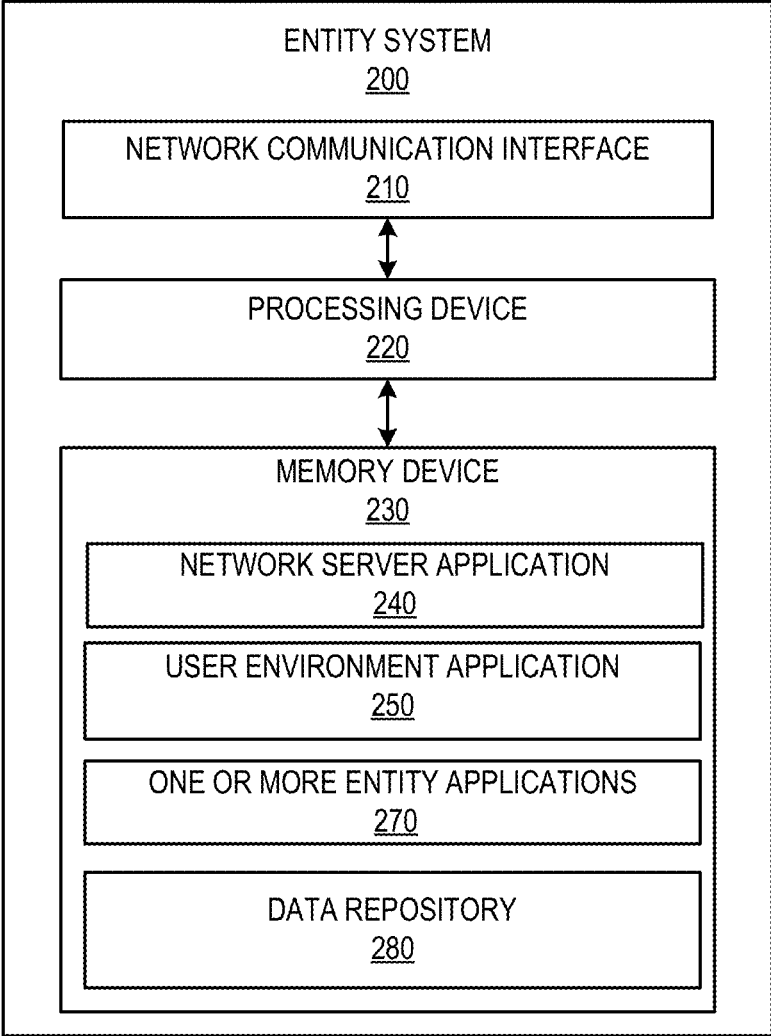 ENTITY SYSTEM
200
NETWORK COMMUNICATION INTERFACE
210
PROCESSING DEVICE
220
MEMORY DEVICE
230
NETWORK SERVER APPLICATION
240
USER ENVIRONMENT APPLICATION
250
ONE OR MORE ENTITY APPLICATIONS
270
DATA REPOSITORY
280